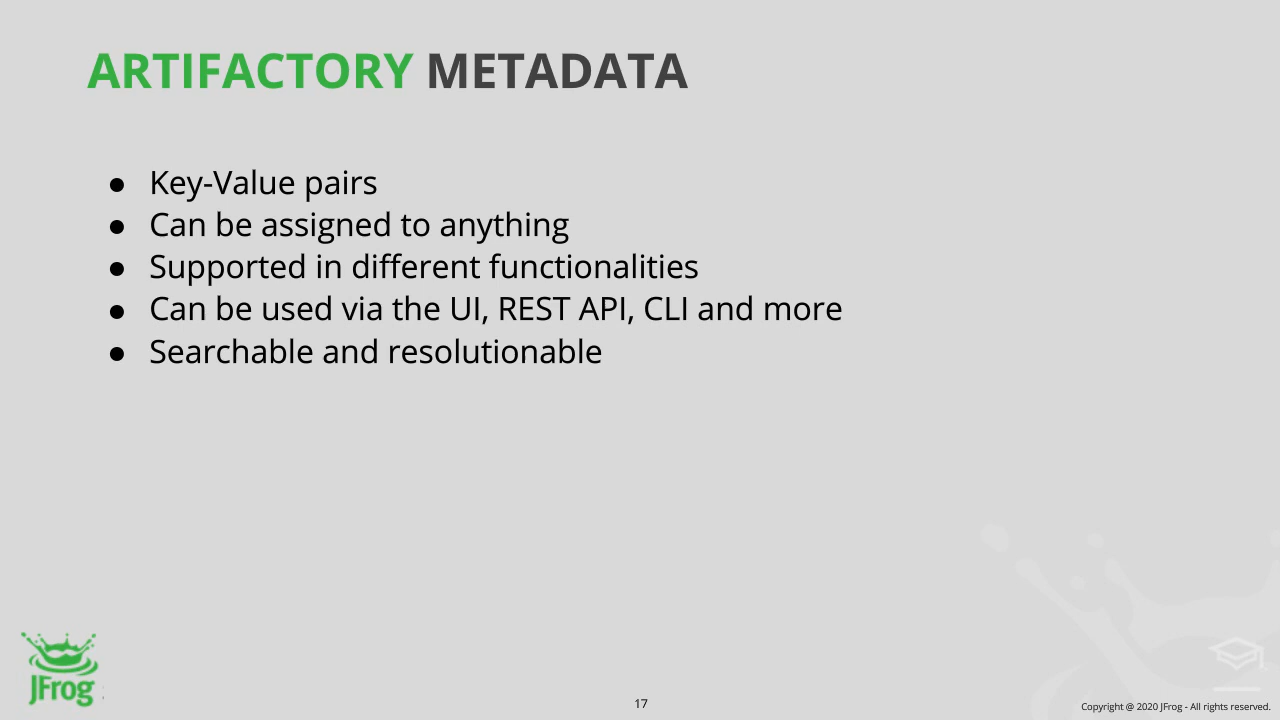 ARTIFACTORY METADATA
● Key-Value pairs
● Can be assigned to anything
● Supported in different functionalities
● Can be used via the UI, REST API, CLI and more
● Searchable and resolutionable
JFrog
17
Copyright @ 2020 JFrog - All rights reserved.